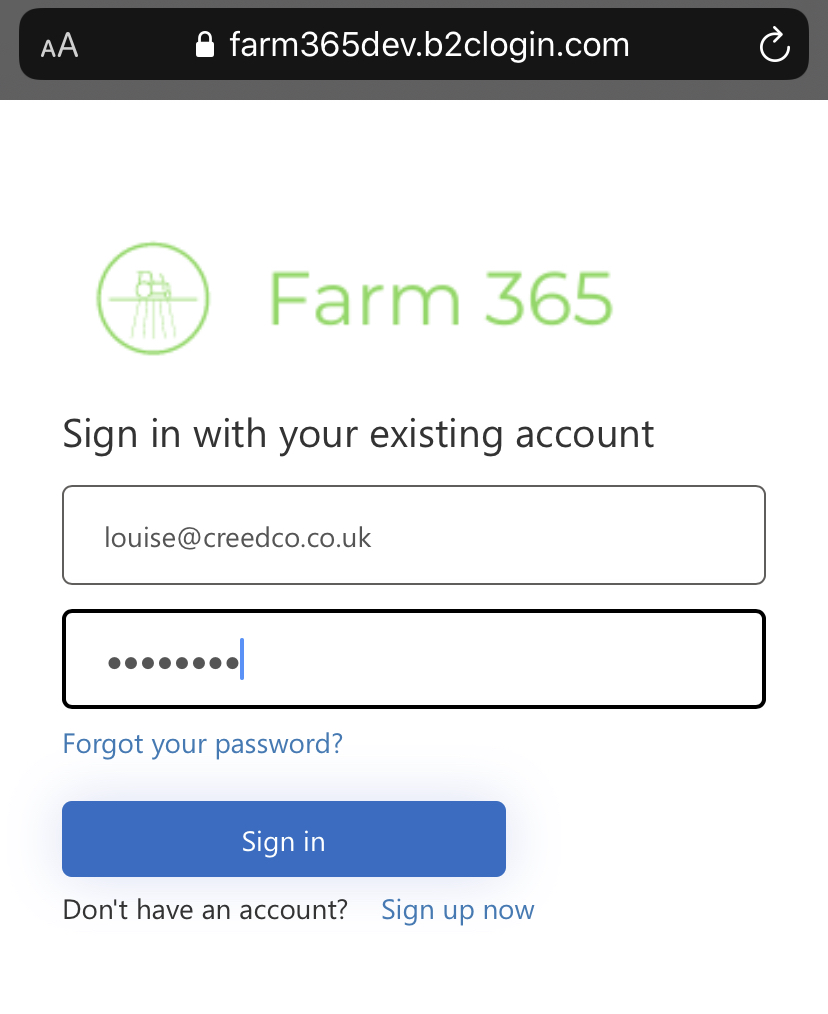 AA farm365dev.b2clogin.com
Farm 365
Sign in with your existing account
louise@creedco.co.uk
••••••••
Forgot your password?
Sign in
Don't have an account? Sign up now